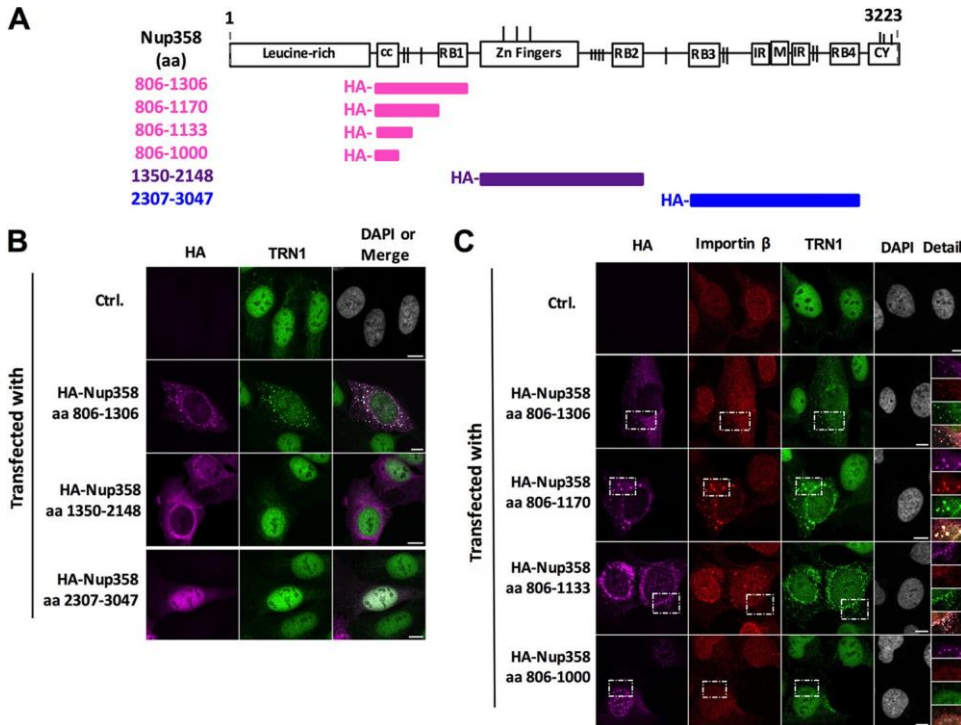 A
1
3223
Nup358
(aa)
Leucine-rich
cc
RB1
Zn Fingers
RB2
RB3
IR
M
IR
RB4
CY
806-1306
HA-
806-1170
HA-
806-1133
HA-
806-1000
HA-
1350-2148
HA-
2307-3047
HA-
B
HA
TRN1
DAPI or
Merge
Transfected with
Ctrl.
HA-Nup358
aa 806-1306
HA-Nup358
aa 1350-2148
HA-Nup358
aa 2307-3047
C
HA
Importin β
TRN1
DAPI
Detail
Transfected with
Ctrl.
HA-Nup358
aa 806-1306
HA-Nup358
aa 806-1170
HA-Nup358
aa 806-1133
HA-Nup358
aa 806-1000